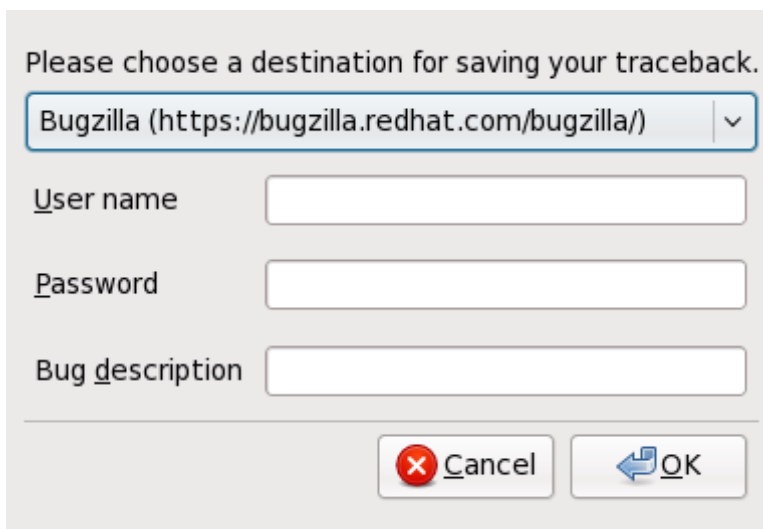 Please choose a destination for saving your traceback.
Bugzilla (https://bugzilla.redhat.com/bugzilla/)
User name
Password
Bug description
Cancel OK